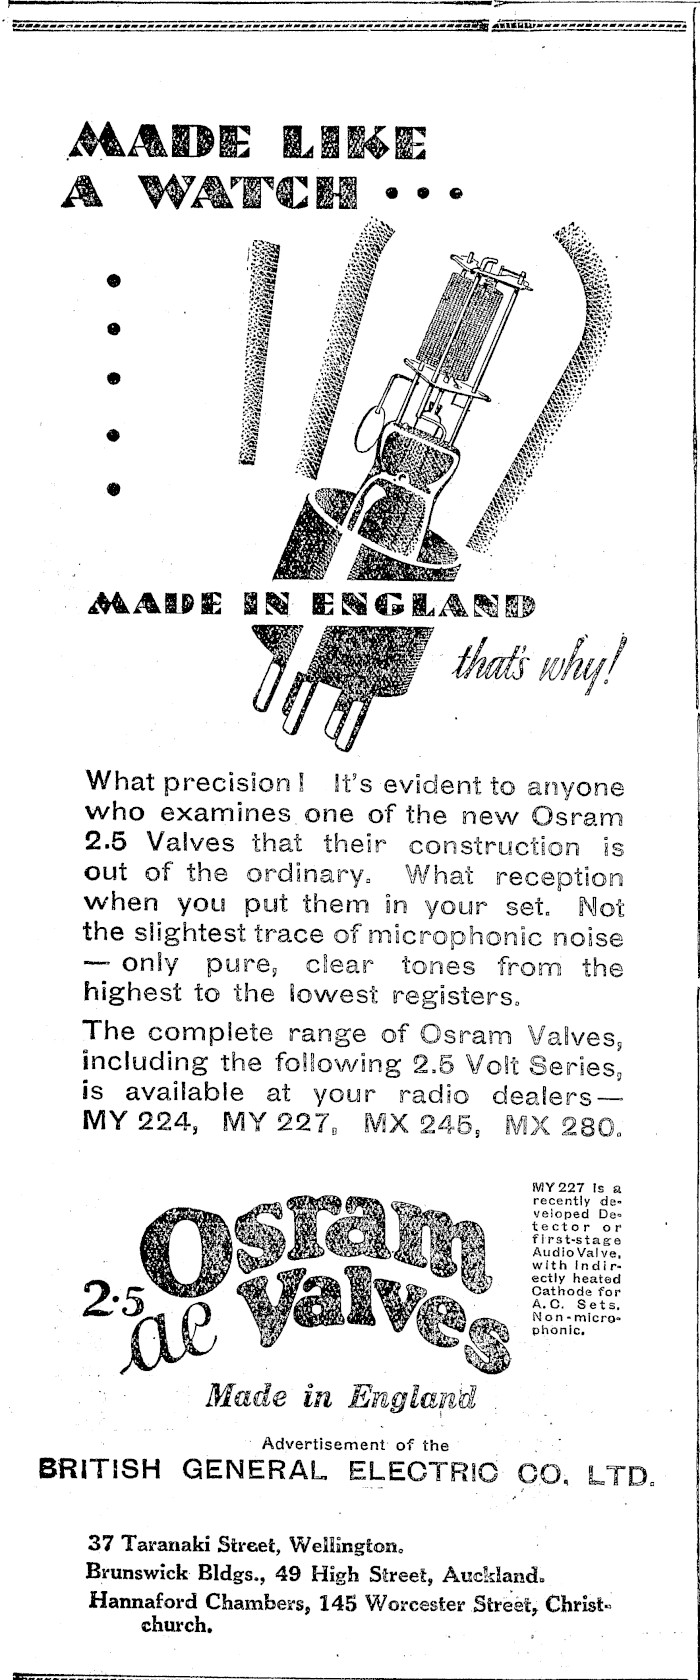 MADE LIKE
A WATCH • • •
MADE IN ENGLAND
that's why!
What precision! It's evident to anyone
who examines one of the new Osram
2.5 Valves that their construction is
out of the ordinary. What reception
when you put them in your set. Not
the slightest trace of microphonic noise
— only pure, clear tones from the
highest to the lowest registers.
The complete range of Osram Valves,
including the following 2.5 Volt Series,
is available at your radio dealers—
MY 224, MY 227, MX 245, MX 280.
MY 227 is a
recently de-
veloped De-
tector or
first-stage
Audio Valve,
with Indir-
ectly heated
Cathode for
A.C. Sets.
Non-micro-
phonic.
Osram
2·5 Valves
ac
Made in England
Advertisement of the
BRITISH GENERAL ELECTRIC CO. LTD.
37 Taranaki Street, Wellington.
Brunswick Bldgs., 49 High Street, Auckland.
Hannaford Chambers, 145 Worcester Street, Christ-
church.